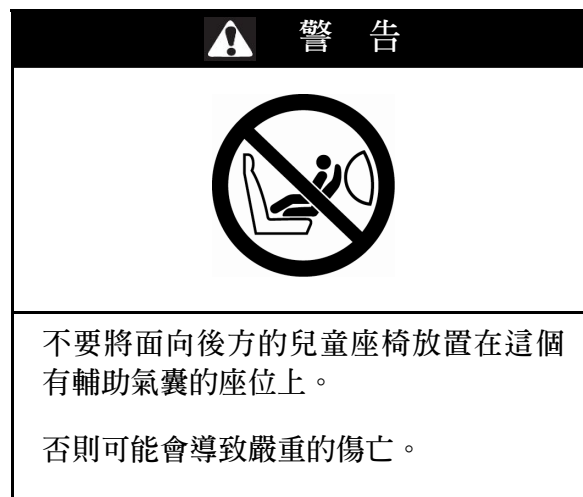 警 告
不要將面向後方的兒童座椅放置在這個
有輔助氣囊的座位上。
否則可能會導致嚴重的傷亡。